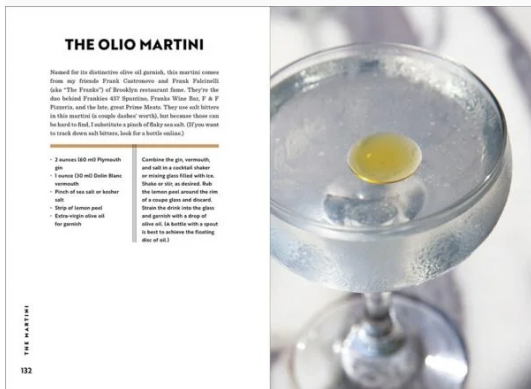 THE OLIO MARTINI
Named for its distinctive olive oil garnish, this martini comes
from my friends Frank Castronovo and Frank Falcinelli
(aka "The Franks") of Brooklyn restaurant fame. They're the
duo behind Frankies 457 Spuntino, Franks Wine Bar, F & F
Pizzeria, and the late, great Prime Meats. They use salt bitters
in this martini (a couple dashes' worth), but because those can
be hard to find, I substitute a pinch of flaky sea salt. (If you want
to track down salt bitters, look for a bottle online.)
• 2 ounces (60 ml) Plymouth
gin
• 1 ounce (30 ml) Dolin Blanc
vermouth
• Pinch of sea salt or kosher
salt
• Strip of lemon peel
• Extra-virgin olive oil
for garnish
Combine the gin, vermouth,
and salt in a cocktail shaker
or mixing glass filled with ice.
Shake or stir, as desired. Rub
the lemon peel around the rim
of a coupe glass and discard.
Strain the drink into the glass
and garnish with a drop of
olive oil. (A bottle with a spout
is best to achieve the floating
disc of oil.)
THE MARTINI
132